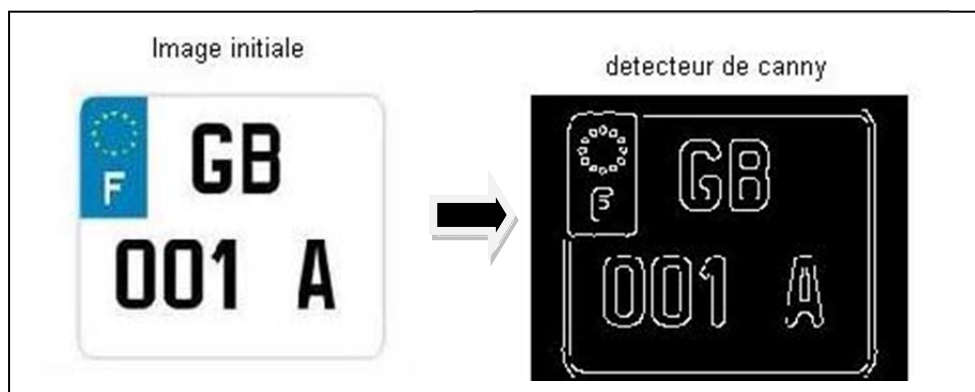 Image initiale
F
GB
001 A
detecteur de canny
F
GB
001 A